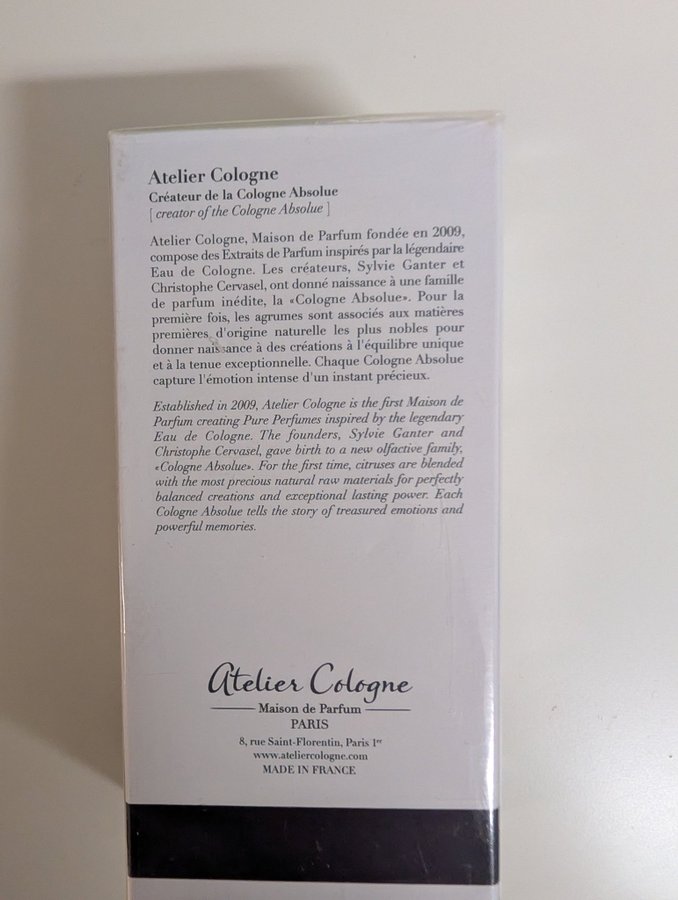 Atelier Cologne
Créateur de la Cologne Absolue
[ creator of the Cologne Absolue ]
Atelier Cologne, Maison de Parfum fondée en 2009,
compose des Extraits de Parfum inspirés par la légendaire
Eau de Cologne. Les créateurs, Sylvie Ganter et
Christophe Cervasel, ont donné naissance à une famille
de parfum inédite, la «Cologne Absolue». Pour la
première fois, les agrumes sont associés aux matières
premières d'origine naturelle les plus nobles pour
donner naissance à des créations à l'équilibre unique
et à la tenue exceptionnelle. Chaque Cologne Absolue
capture l'émotion intense d'un instant précieux.
Established in 2009, Atelier Cologne is the first Maison de
Parfum creating Pure Perfumes inspired by the legendary
Eau de Cologne. The founders, Sylvie Ganter and
Christophe Cervasel, gave birth to a new olfactive family,
«Cologne Absolue». For the first time, citruses are blended
with the most precious natural raw materials for perfectly
balanced creations and exceptional lasting power. Each
Cologne Absolue tells the story of treasured emotions and
powerful memories.
Atelier Cologne
Maison de Parfum
PARIS
8, rue Saint-Florentin, Paris 1er
www.ateliercologne.com
MADE IN FRANCE